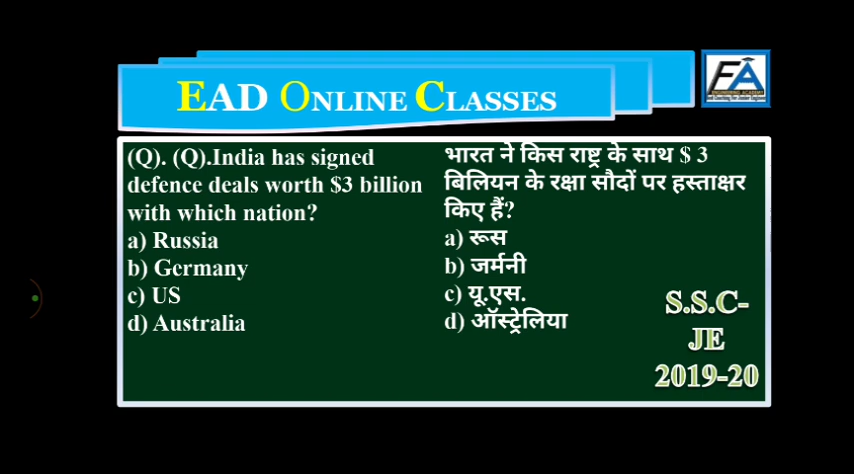 EAD ONLINE CLASSES
FA
(Q). (Q).India has signed
defence deals worth $3 billion
with which nation?
a) Russia
b) Germany
c) US
d) Australia
भारत ने किस राष्ट्र के साथ $ 3
बिलियन के रक्षा सौदों पर हस्ताक्षर
किए हैं?
a) रूस
b) जर्मनी
c) यू.एस.
d) ऑस्ट्रेलिया
S.S.C-
JE
2019-20